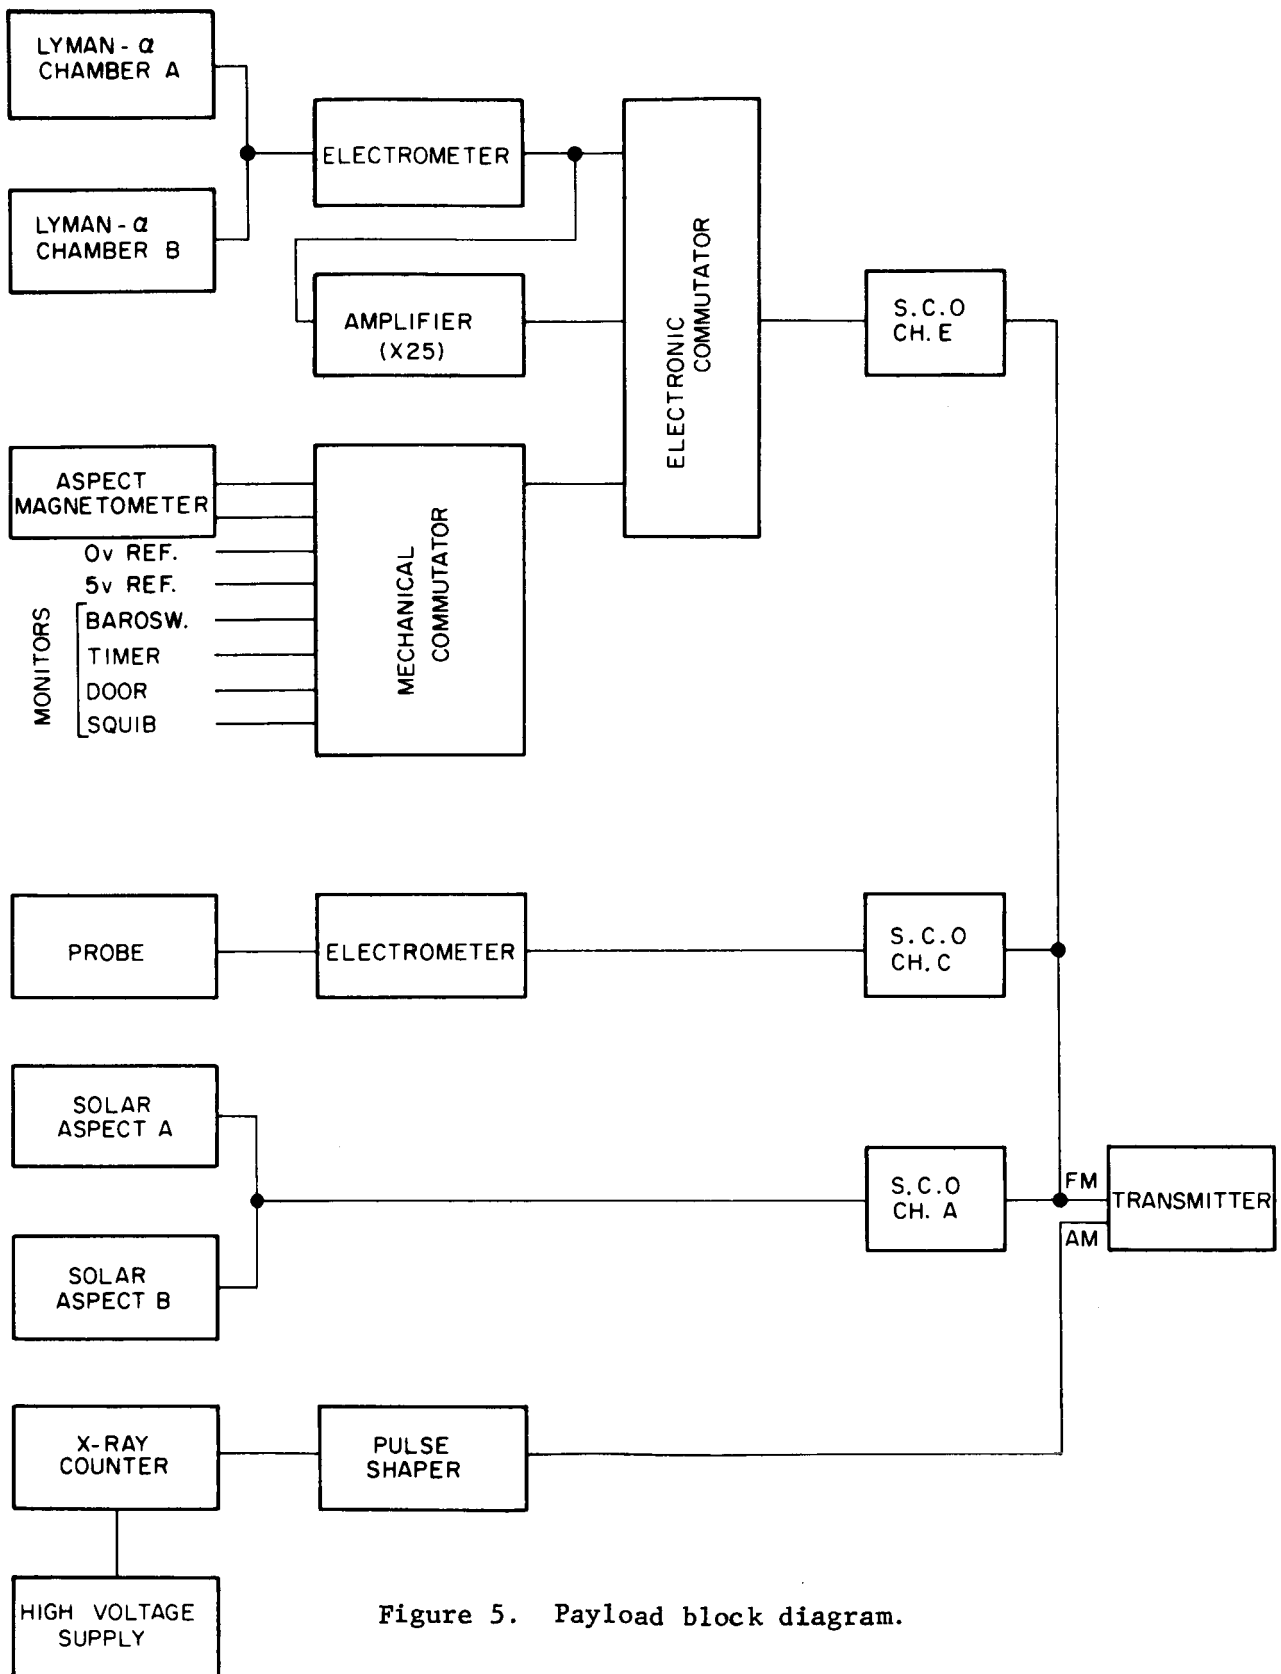 LYMAN - α
CHAMBER A
LYMAN - α
CHAMBER B
ELECTROMETER
AMPLIFIER
(X25)
ELECTRONIC
COMMUTATOR
S.C.O
CH. E
ASPECT
MAGNETOMETER
0v REF.
5v REF.
MONITORS
BAROSW.
TIMER
DOOR
SQUIB
MECHANICAL
COMMUTATOR
PROBE
ELECTROMETER
S.C.O
CH. C
SOLAR
ASPECT A
SOLAR
ASPECT B
S.C.O
CH. A
FM
AM
TRANSMITTER
X-RAY
COUNTER
PULSE
SHAPER
HIGH VOLTAGE
SUPPLY
Figure 5. Payload block diagram.